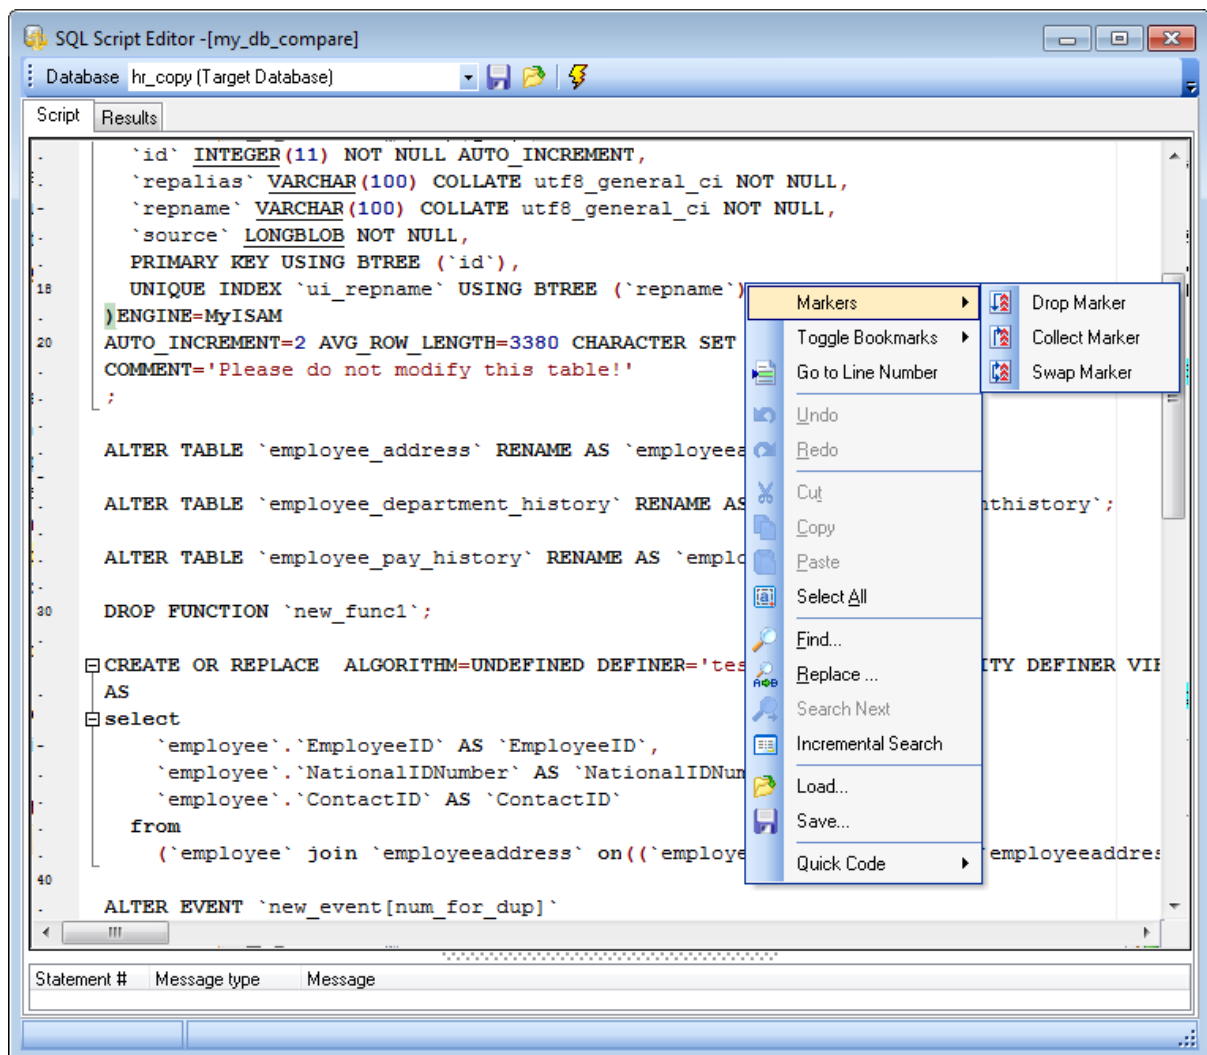 SQL Script Editor -[my_db_compare]
Database hr_copy (Target Database)
Script Results
`id` INTEGER(11) NOT NULL AUTO_INCREMENT,
`repalias` VARCHAR(100) COLLATE utf8_general_ci NOT NULL,
`repname` VARCHAR(100) COLLATE utf8_general_ci NOT NULL,
`source` LONGBLOB NOT NULL,
PRIMARY KEY USING BTREE (`id`),
18 UNIQUE INDEX `ui_repname` USING BTREE (`repname`)
)ENGINE=MyISAM
20 AUTO_INCREMENT=2 AVG_ROW_LENGTH=3380 CHARACTER SET
COMMENT='Please do not modify this table!'
;
ALTER TABLE `employee_address` RENAME AS `employeea
ALTER TABLE `employee_department_history` RENAME AS nthistory`;
ALTER TABLE `employee_pay_history` RENAME AS `emplo
30 DROP FUNCTION `new_func1`;
CREATE OR REPLACE ALGORITHM=UNDEFINED DEFINER='tes ITY DEFINER VIE
AS
select
`employee`.`EmployeeID` AS `EmployeeID`,
`employee`.`NationalIDNumber` AS `NationalIDNum
`employee`.`ContactID` AS `ContactID`
from
(`employee` join `employeeaddress` on((`employe employeeaddres
40
ALTER EVENT `new_event[num_for_dup]`
Markers
Toggle Bookmarks
Go to Line Number
Undo
Redo
Cut
Copy
Paste
Select All
Find...
Replace ...
Search Next
Incremental Search
Load...
Save...
Quick Code
Drop Marker
Collect Marker
Swap Marker
Statement # Message type Message